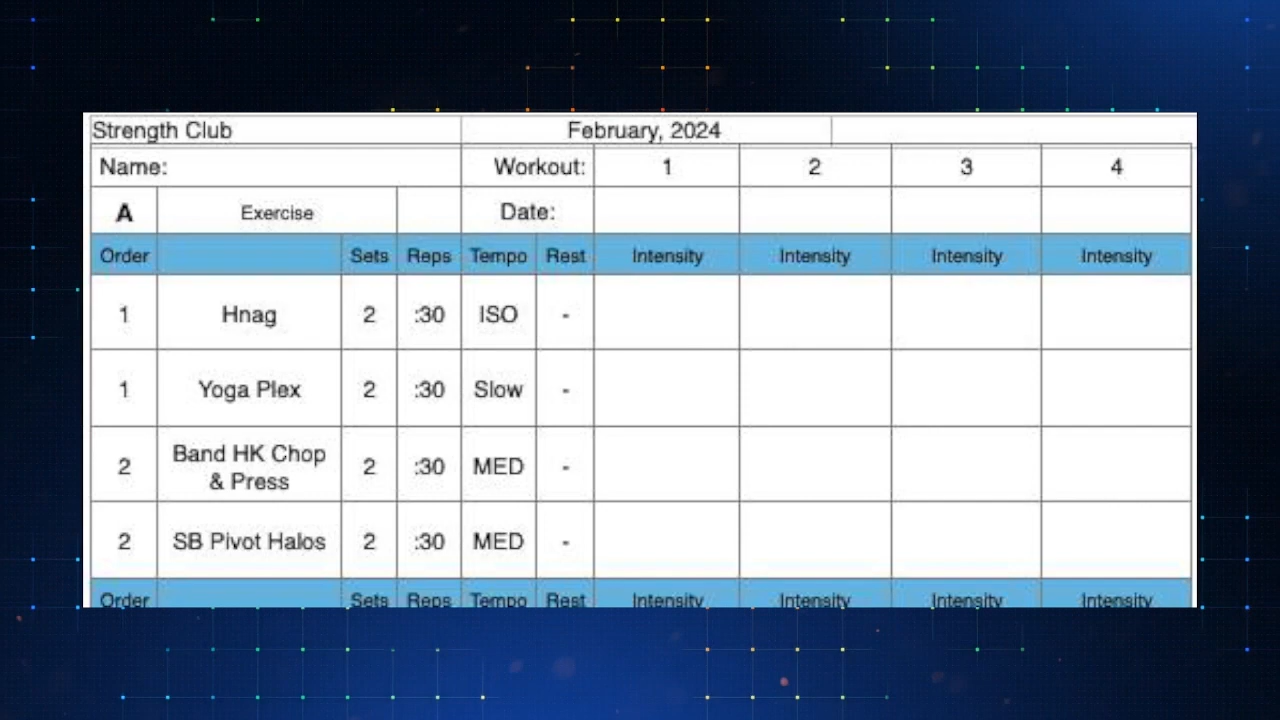 Strength Club February, 2024
Name: Workout: 1 2 3 4
A Exercise Date:
Order Sets Reps Tempo Rest Intensity Intensity Intensity Intensity
1 Hnag 2 :30 ISO -
1 Yoga Plex 2 :30 Slow -
2 Band HK Chop & Press 2 :30 MED -
2 SB Pivot Halos 2 :30 MED -
Order Sets Reps Tempo Rest Intensity Intensity Intensity Intensity